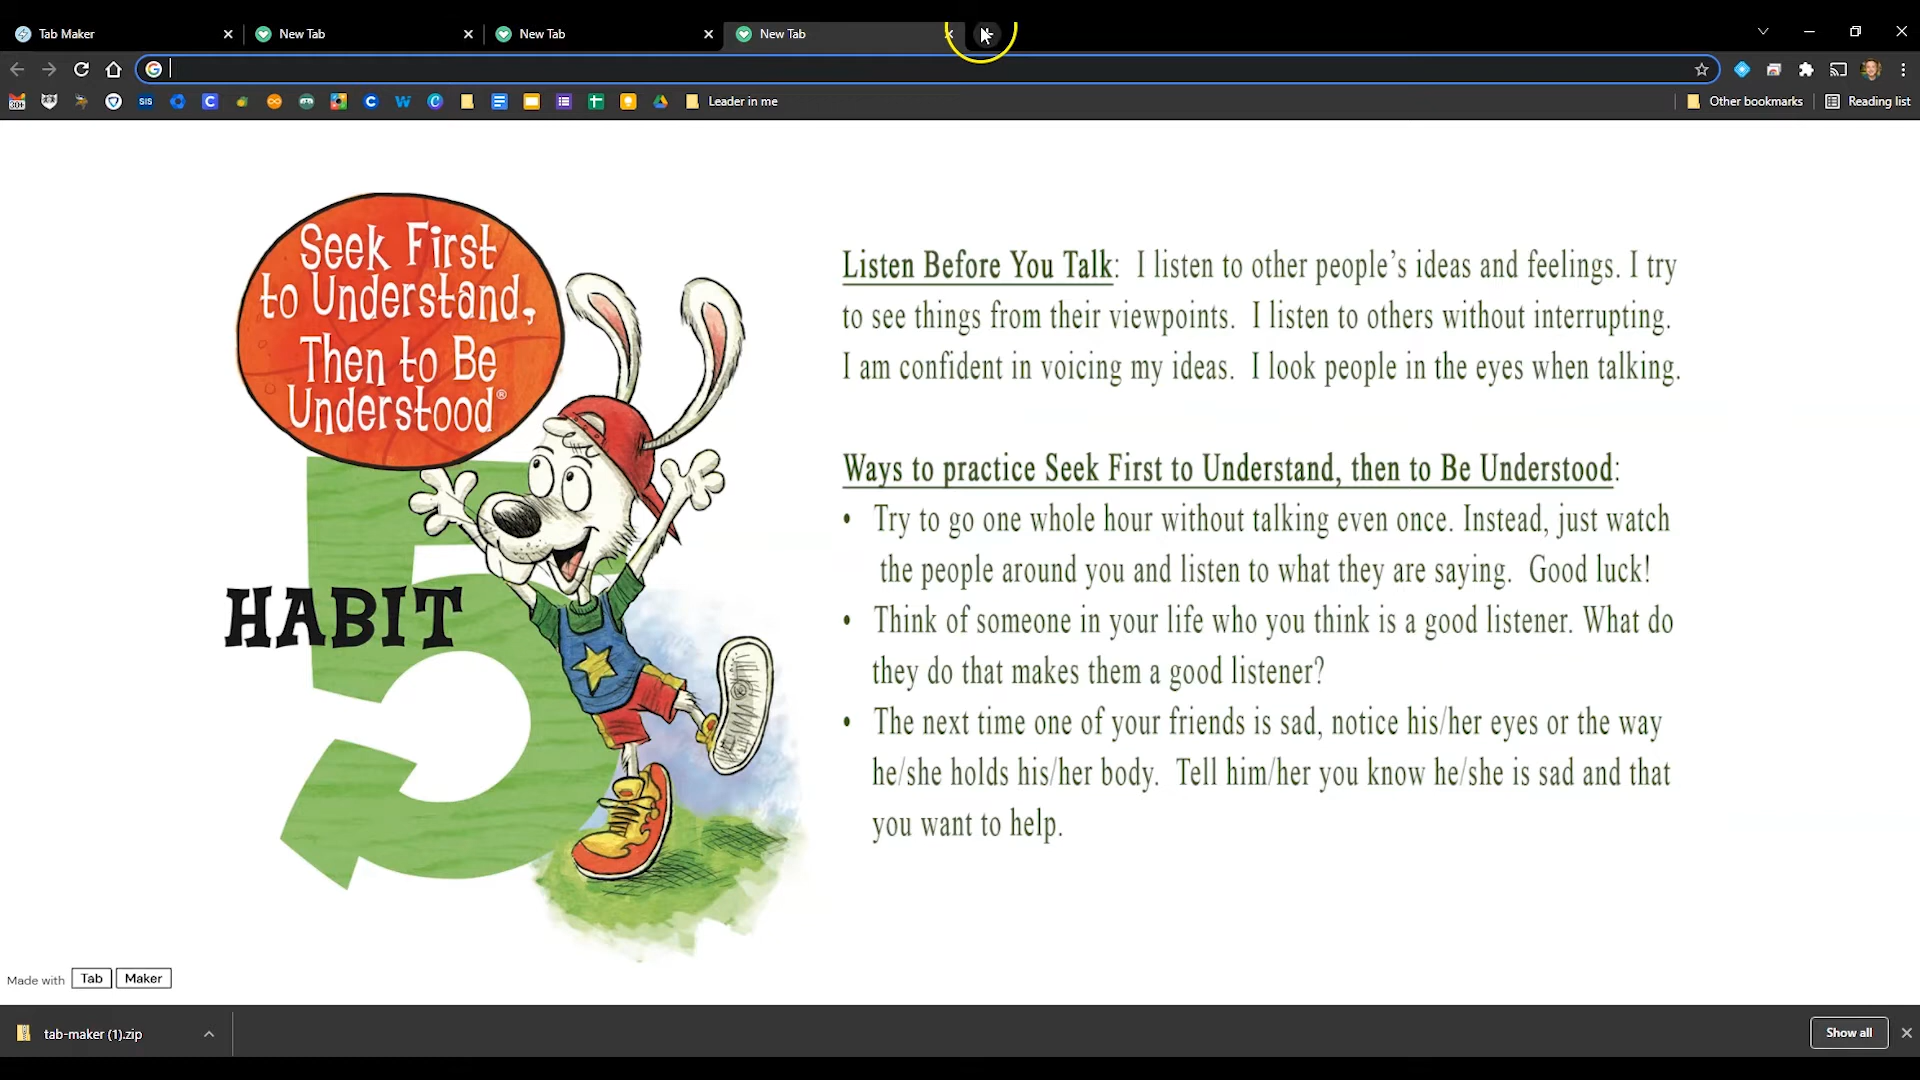 Tab Maker
New Tab
New Tab
New Tab
Leader in me
Other bookmarks
Reading list
Seek First
to Understand,
Then to Be
Understood®
HABIT
5
Listen Before You Talk: I listen to other people's ideas and feelings. I try
to see things from their viewpoints. I listen to others without interrupting.
I am confident in voicing my ideas. I look people in the eyes when talking.
Ways to practice Seek First to Understand, then to Be Understood:
• Try to go one whole hour without talking even once. Instead, just watch
the people around you and listen to what they are saying. Good luck!
• Think of someone in your life who you think is a good listener. What do
they do that makes them a good listener?
• The next time one of your friends is sad, notice his/her eyes or the way
he/she holds his/her body. Tell him/her you know he/she is sad and that
you want to help.
Made with Tab Maker
tab-maker (1).zip
Show all